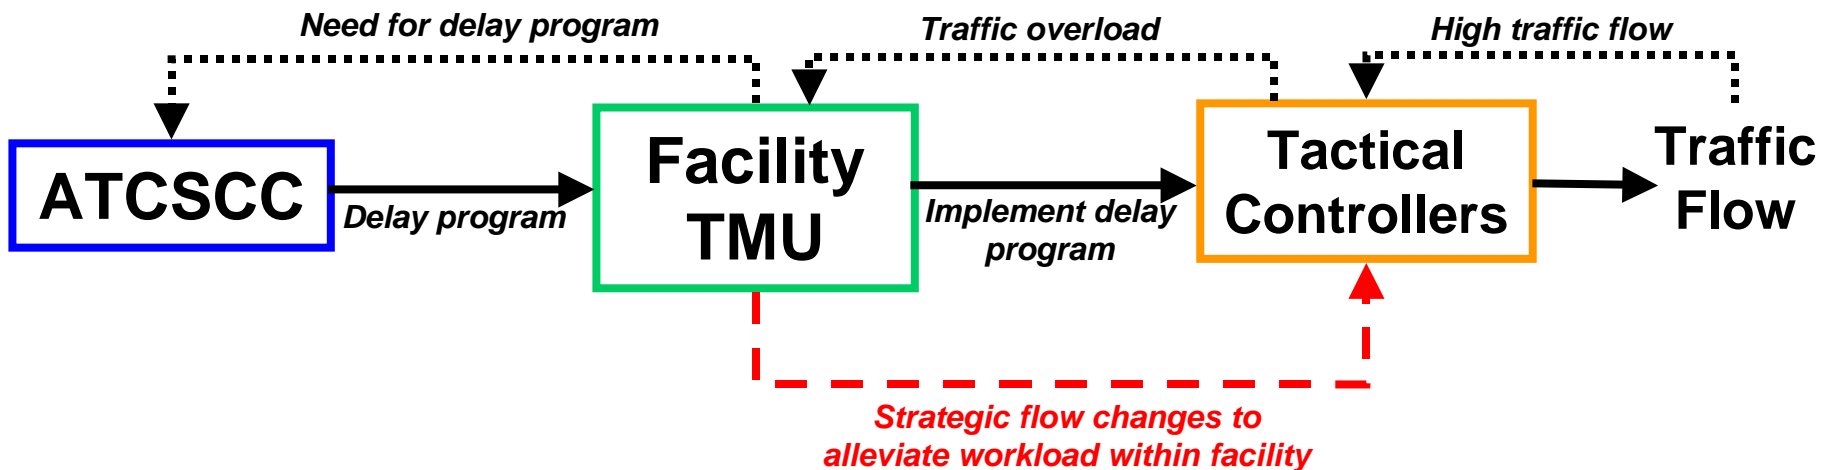 Need for delay program
Traffic overload
High traffic flow
ATCSCC
Delay program
Facility
TMU
Implement delay
program
Tactical
Controllers
Traffic
Flow
Strategic flow changes to
alleviate workload within facility